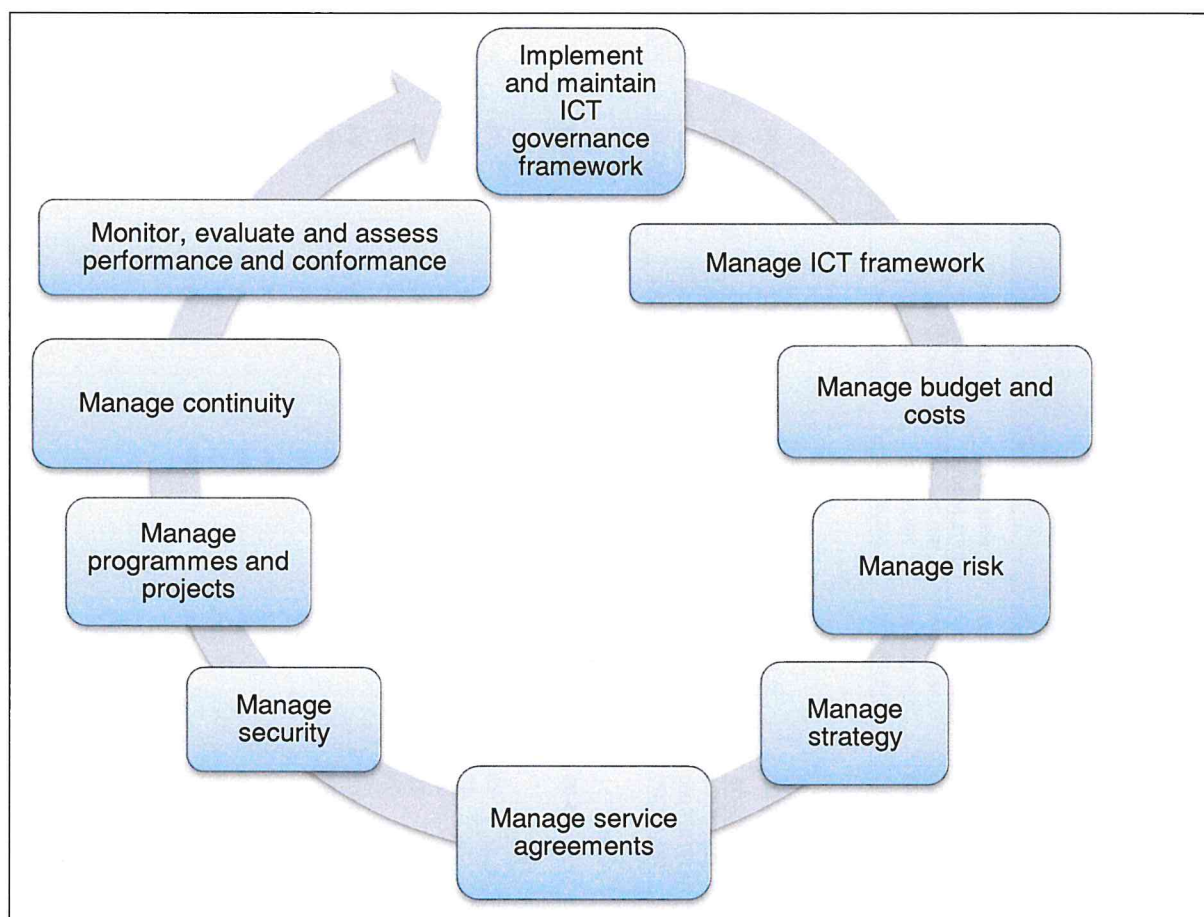 Implement
and maintain
ICT
governance
framework
Manage ICT framework
Manage budget and
costs
Manage risk
Manage
strategy
Manage service
agreements
Manage
security
Manage
programmes and
projects
Manage continuity
Monitor, evaluate and assess
performance and conformance